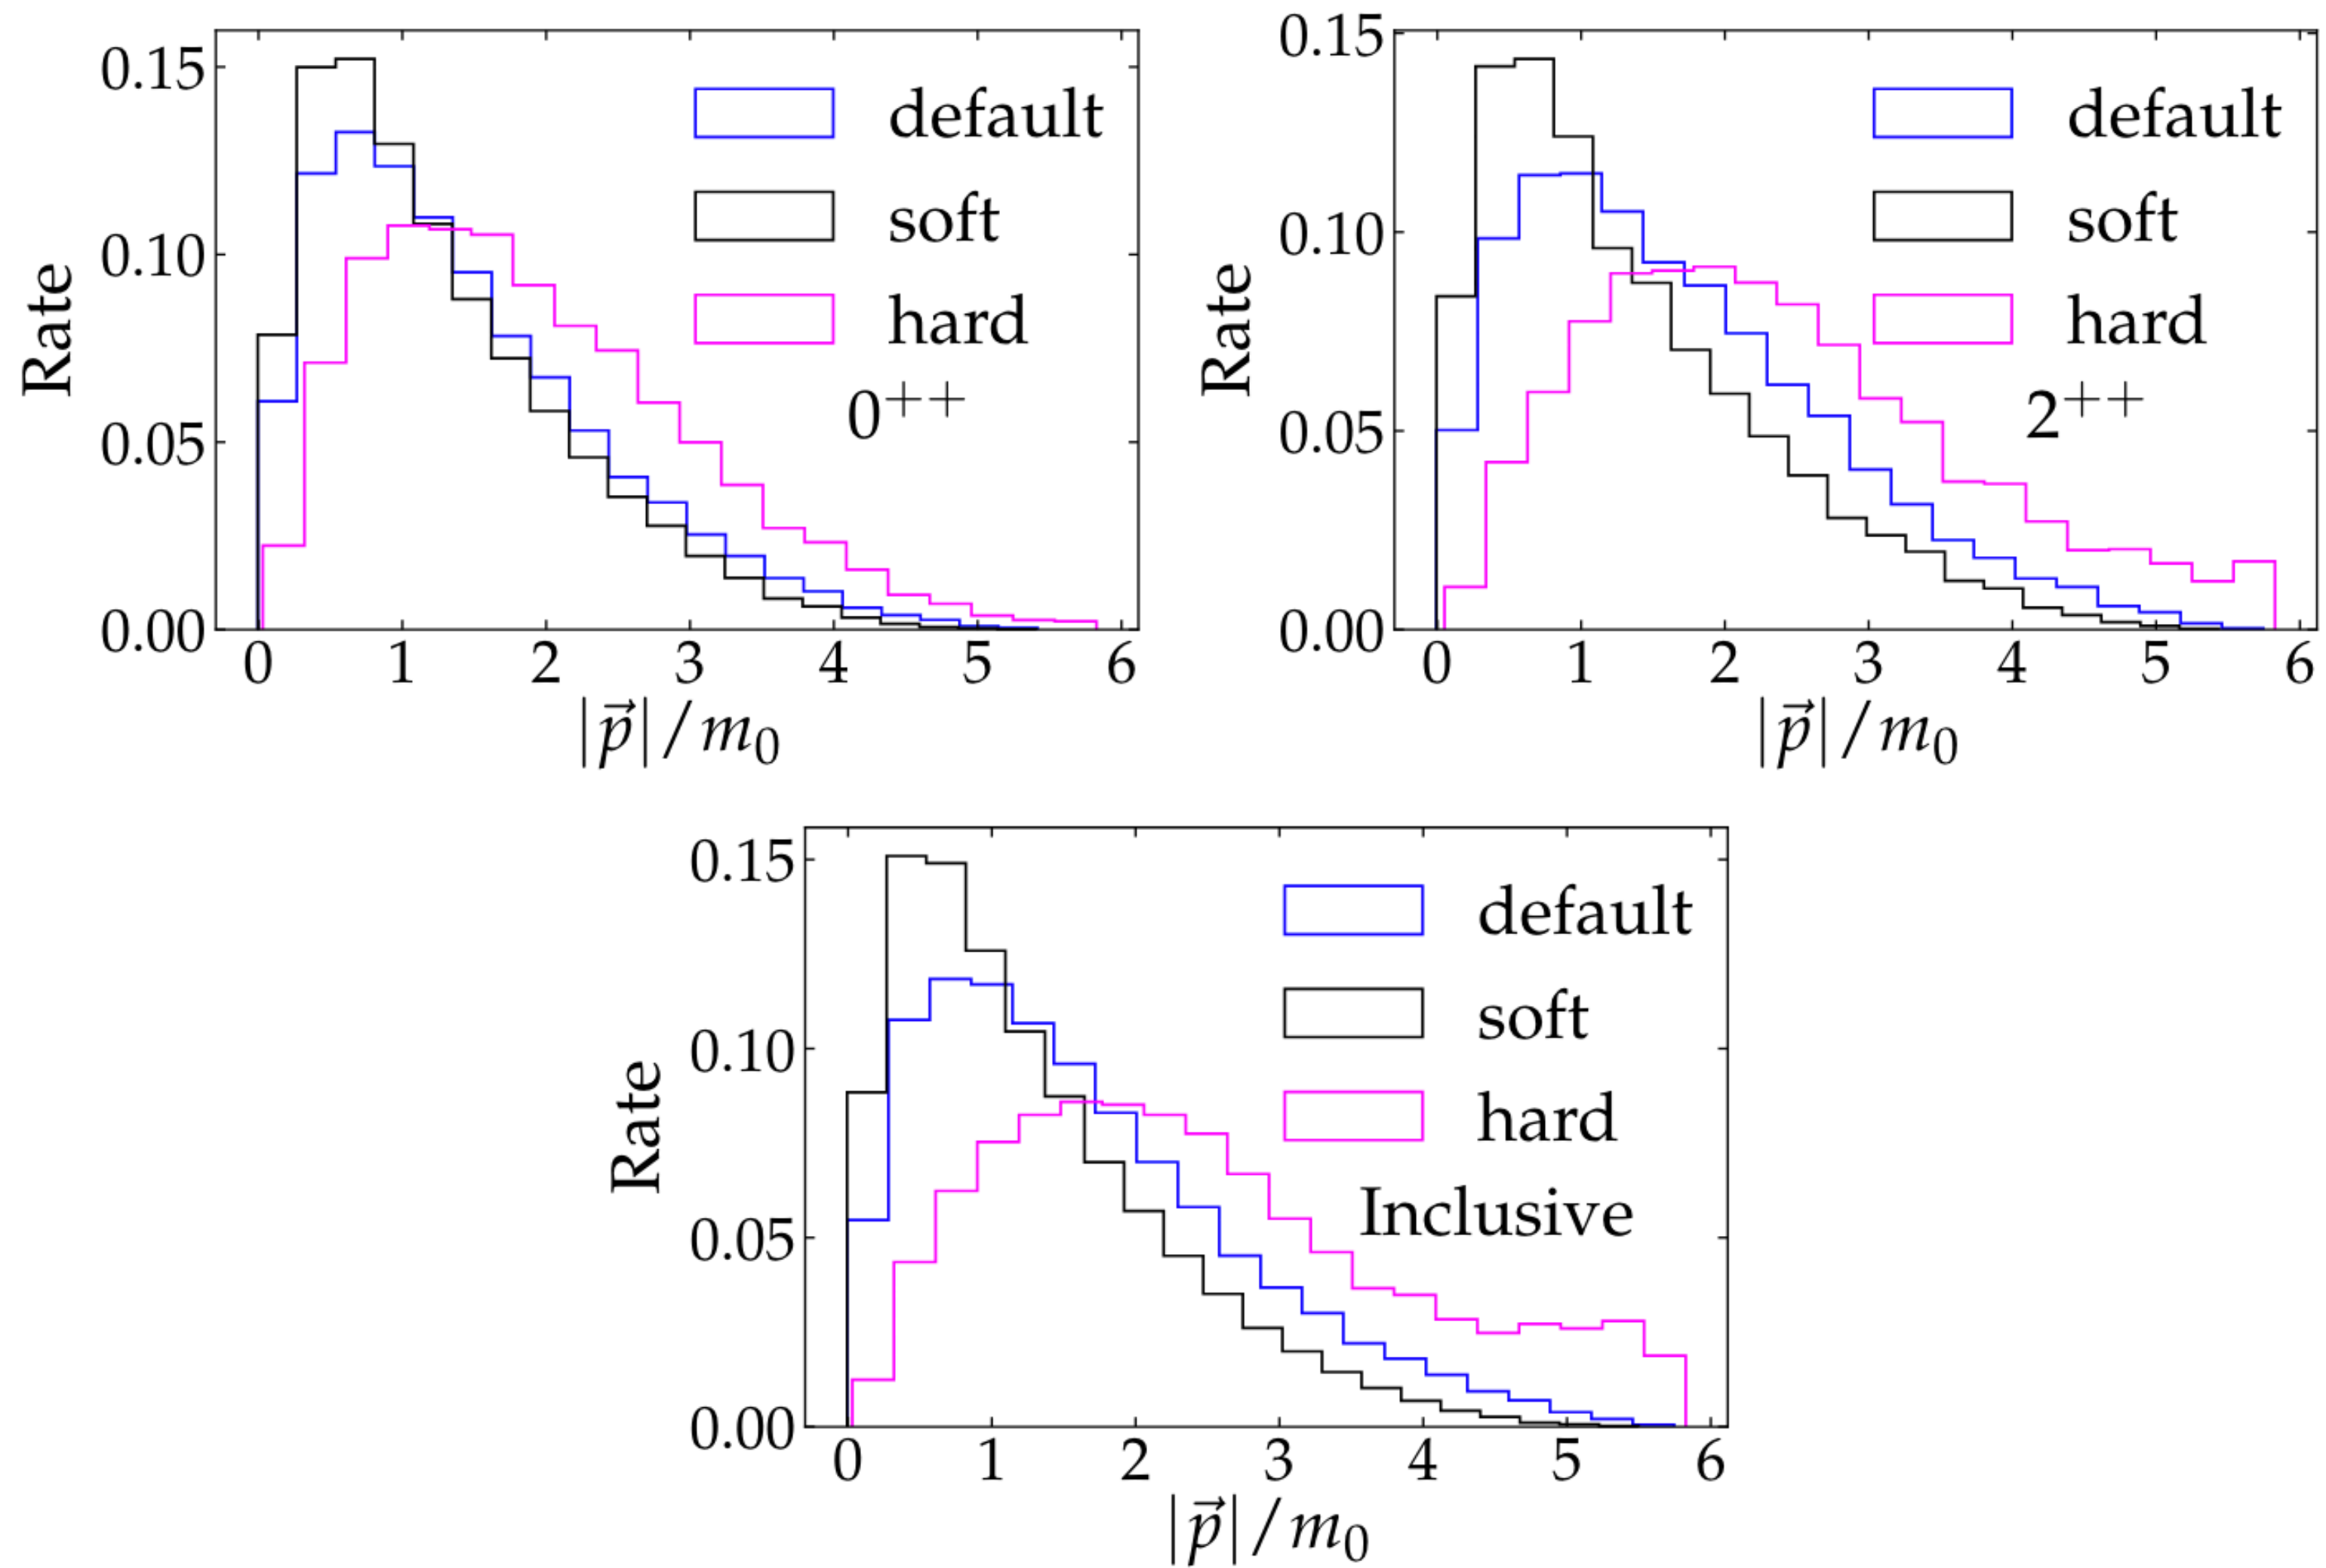 0.15
0.10
0.05
0.00
Rate
default
soft
hard
0⁺⁺
0 1 2 3 4 5 6
|p⃗|/m₀
0.15
0.10
0.05
0.00
Rate
default
soft
hard
2⁺⁺
0 1 2 3 4 5 6
|p⃗|/m₀
0.15
0.10
0.05
0.00
Rate
default
soft
hard
Inclusive
0 1 2 3 4 5 6
|p⃗|/m₀